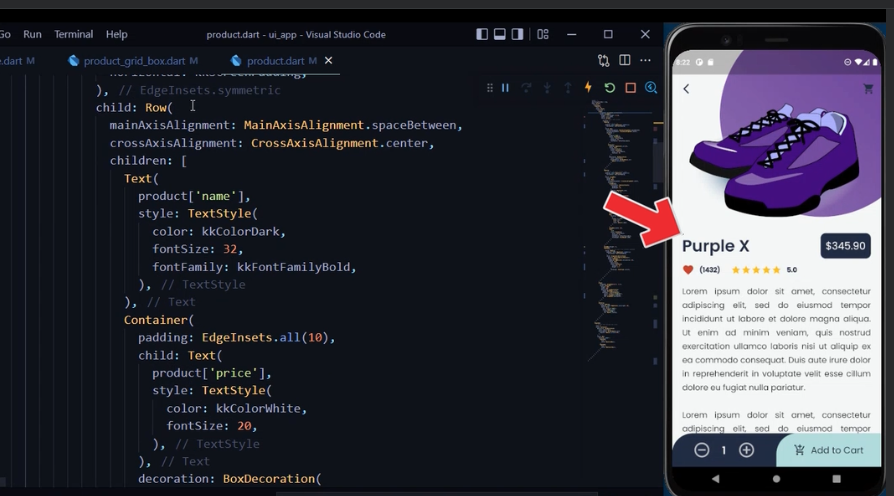 Go Run Terminal Help
product.dart - ui_app - Visual Studio Code
.dart M
product_grid_box.dart M
product.dart M
), // EdgeInsets.symmetric
child: Row(
mainAxisAlignment: MainAxisAlignment.spaceBetween,
crossAxisAlignment: CrossAxisAlignment.center,
children: [
Text(
product['name'],
style: TextStyle(
color: kkColorDark,
fontSize: 32,
fontFamily: kkFontFamilyBold,
), // TextStyle
), // Text
Container(
padding: EdgeInsets.all(10),
child: Text(
product['price'],
style: TextStyle(
color: kkColorWhite,
fontSize: 20,
), // TextStyle
), // Text
decoration: BoxDecoration(
Purple X
$345.90
(1432)
5.0
Lorem ipsum dolor sit amet, consectetur
adipiscing elit, sed do eiusmod tempor
incididunt ut labore et dolore magna aliqua.
Ut enim ad minim veniam, quis nostrud
exercitation ullamco laboris nisi ut aliquip ex
ea commodo consequat. Duis aute irure dolor
in reprehenderit in voluptate velit esse cillum
dolore eu fugiat nulla pariatur.
Lorem ipsum dolor sit amet, consectetur
adipiscing elit, sed do eiusmod tempor
1
Add to Cart